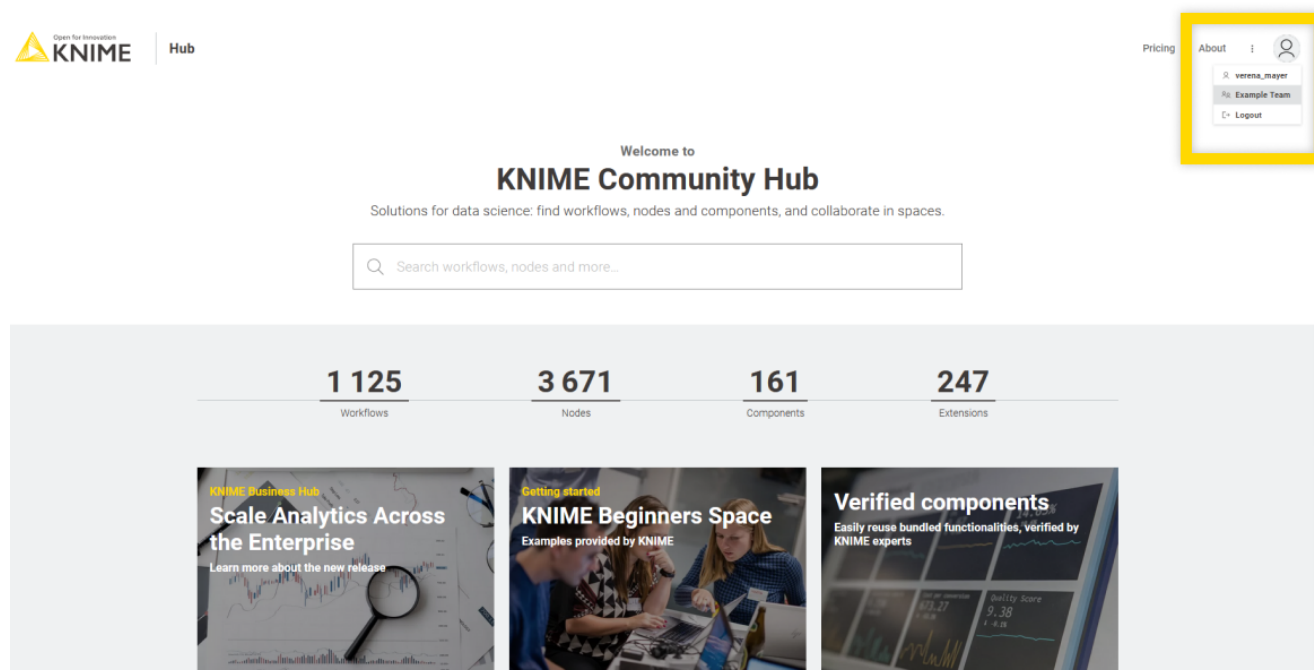 Open for Innovation
KNIME
Hub
Pricing
About
verena_mayer
Example Team
Logout
Welcome to
KNIME Community Hub
Solutions for data science: find workflows, nodes and components, and collaborate in spaces.
Search workflows, nodes and more...
1 125
3 671
161
247
Workflows
Nodes
Components
Extensions
KNIME Business Hub
Scale Analytics Across
the Enterprise
Learn more about the new release
Getting started
KNIME Beginners Space
Examples provided by KNIME
Verified components
Easily reuse bundled functionalities, verified by
KNIME experts
673.27
Quality Score
9.38